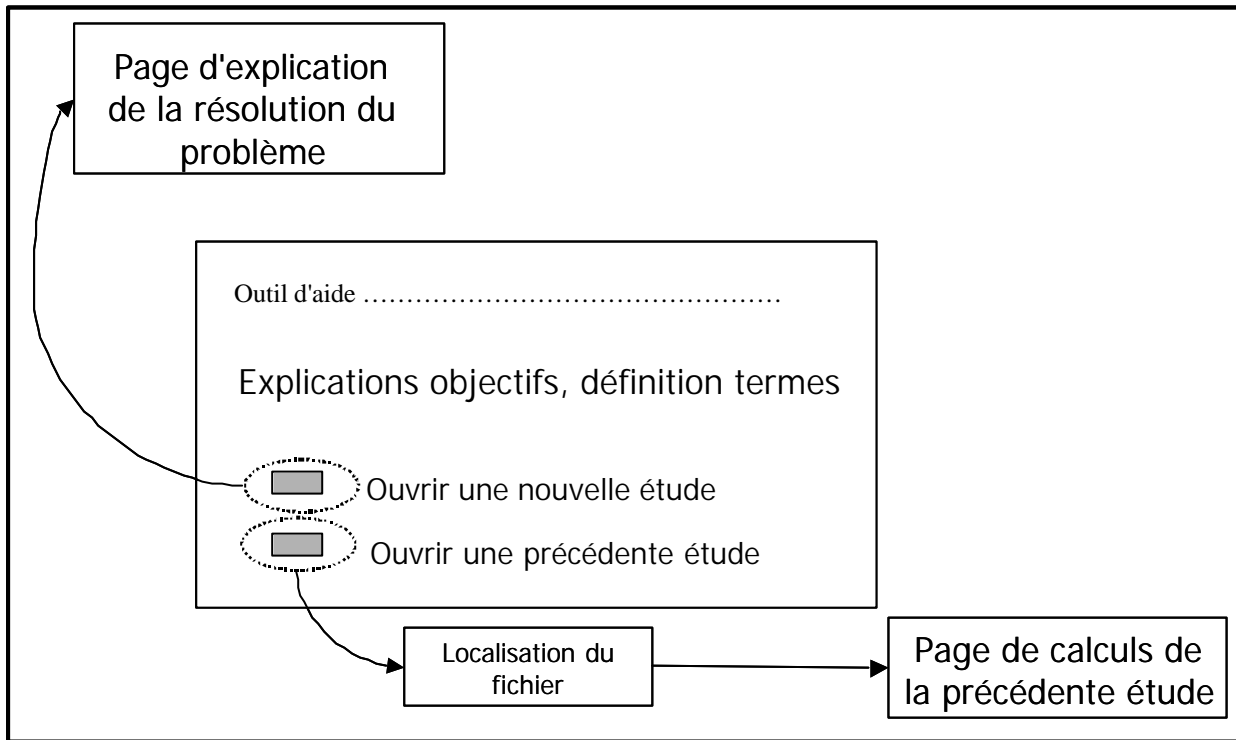 Page d'explication
de la résolution du
problème
Outil d'aide ……………………………………………
Explications objectifs, définition termes
Ouvrir une nouvelle étude
Ouvrir une précédente étude
Localisation du
fichier
Page de calculs de
la précédente étude